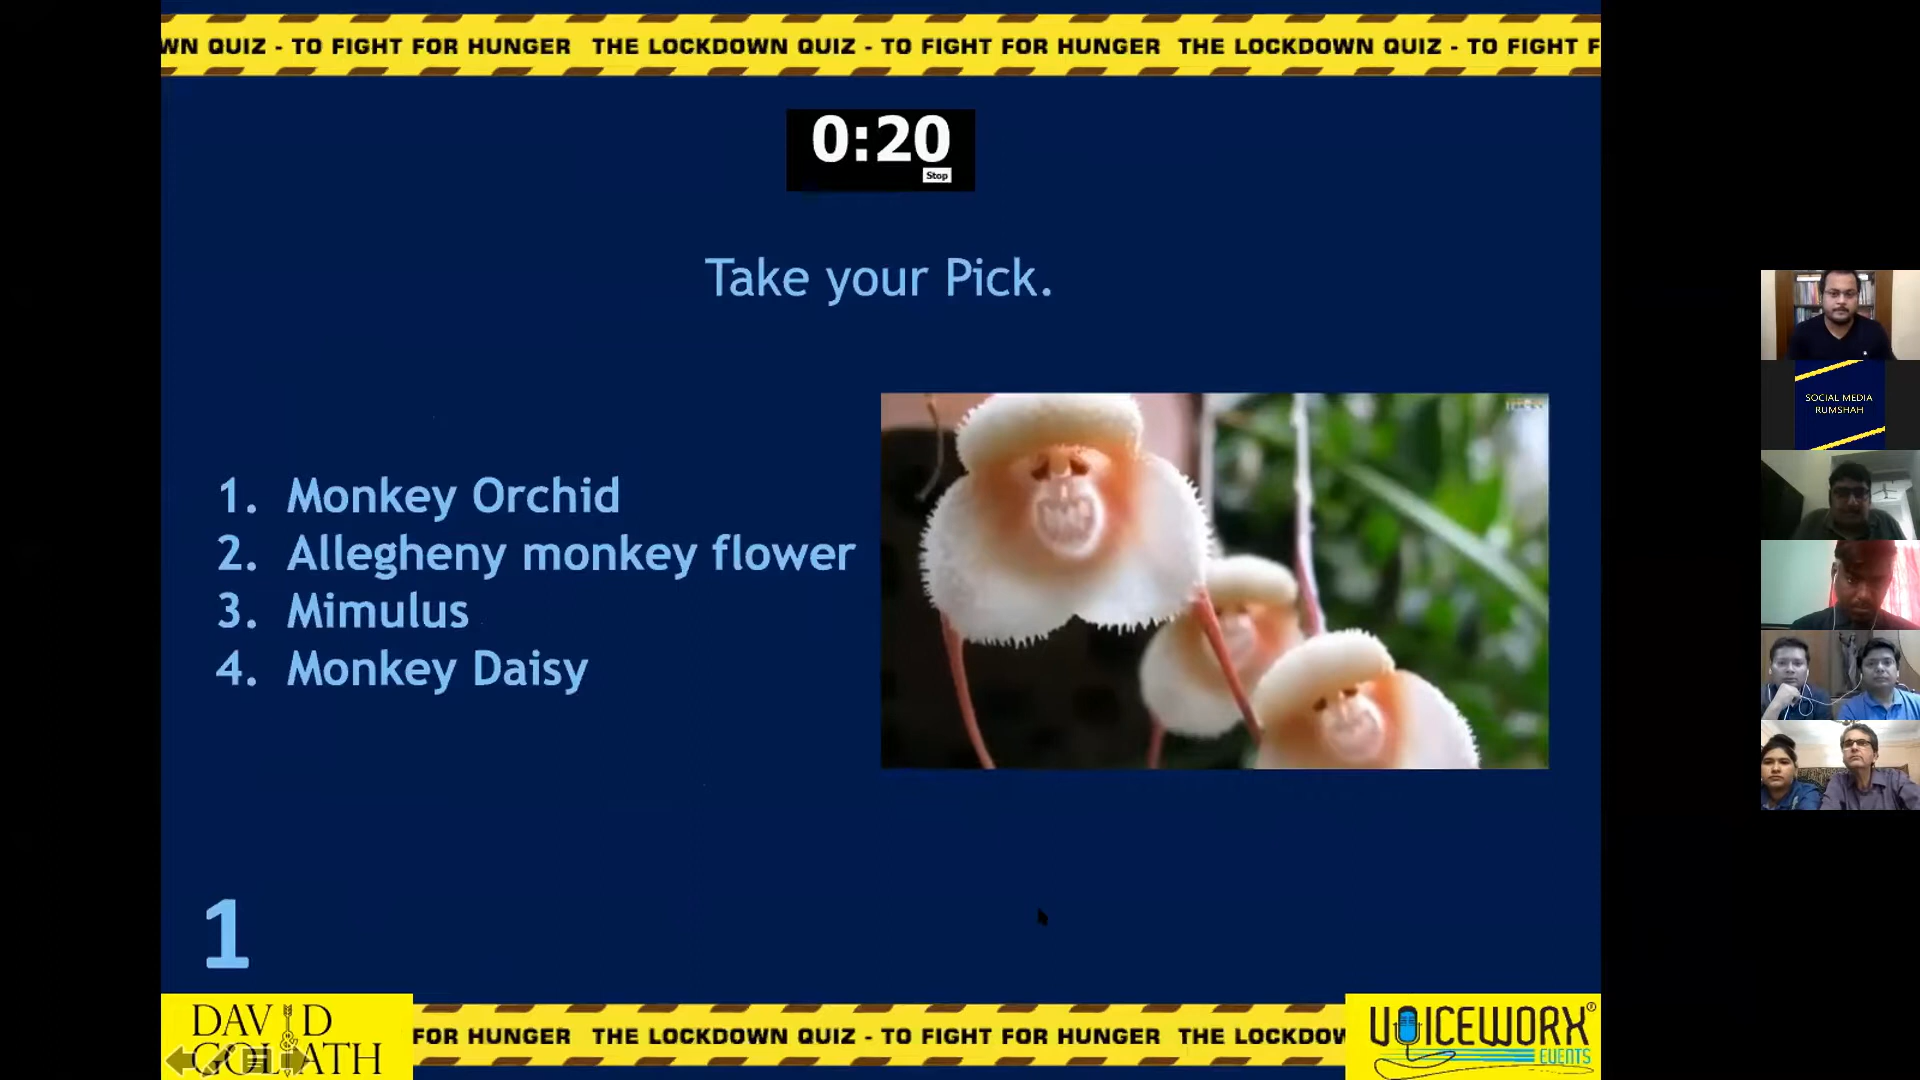 WN QUIZ - TO FIGHT FOR HUNGER THE LOCKDOWN QUIZ - TO FIGHT FOR HUNGER THE LOCKDOWN QUIZ - TO FIGHT F
0:20
Stop
Take your Pick.
1. Monkey Orchid
2. Allegheny monkey flower
3. Mimulus
4. Monkey Daisy
SOCIAL MEDIA
RUMSHAH
1
DAVID
GOLIATH
FOR HUNGER THE LOCKDOWN QUIZ - TO FIGHT FOR HUNGER THE LOCKDOW
VOICEWORX®
EVENTS